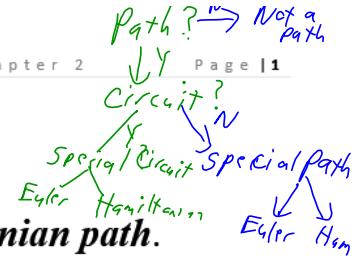 Path? N Not a path
apter 2 Page |1
Y
Circuit?
Y N
Special Circuit Special Path
Euler Hamiltonian Euler Ham
nian path.